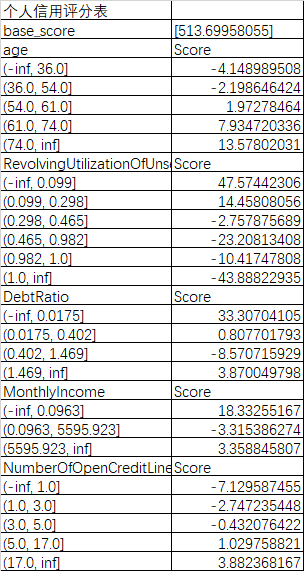 个人信用评分表
base_score [513.69958055]
age Score
(-inf, 36.0] -4.148989508
(36.0, 54.0] -2.198646424
(54.0, 61.0] 1.97278464
(61.0, 74.0] 7.934720336
(74.0, inf] 13.57802031
RevolvingUtilizationOfUnse Score
(-inf, 0.099] 47.57442306
(0.099, 0.298] 14.45808056
(0.298, 0.465] -2.757875689
(0.465, 0.982] -23.20813408
(0.982, 1.0] -10.41747808
(1.0, inf] -43.88822935
DebtRatio Score
(-inf, 0.0175] 33.30704105
(0.0175, 0.402] 0.807701793
(0.402, 1.469] -8.570715929
(1.469, inf] 3.870049798
MonthlyIncome Score
(-inf, 0.0963] 18.33255167
(0.0963, 5595.923] -3.315386274
(5595.923, inf] 3.358845807
NumberOfOpenCreditLine Score
(-inf, 1.0] -7.129587455
(1.0, 3.0] -2.747235448
(3.0, 5.0] -0.432076422
(5.0, 17.0] 1.029758821
(17.0, inf] 3.882368167